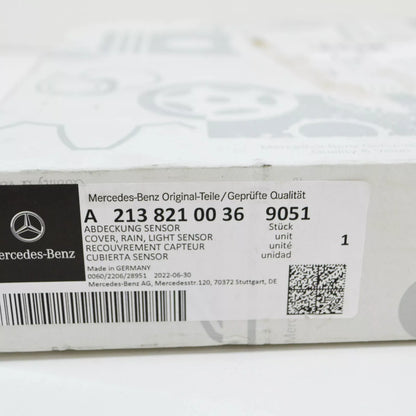 Mercedes-Benz Original-Teile/Geprüfte Qualität
A 213 821 00 36 9051
ABDECKUNG SENSOR Stück
COVER, RAIN, LIGHT SENSOR unit 1
RECOUVREMENT CAPTEUR unité
CUBIERTA SENSOR unidad
Made in GERMANY
0060/2206/28951 2022-06-30
Mercedes-Benz AG, Mercedesstr.120, 70372 Stuttgart, DE
ercedes-Benz